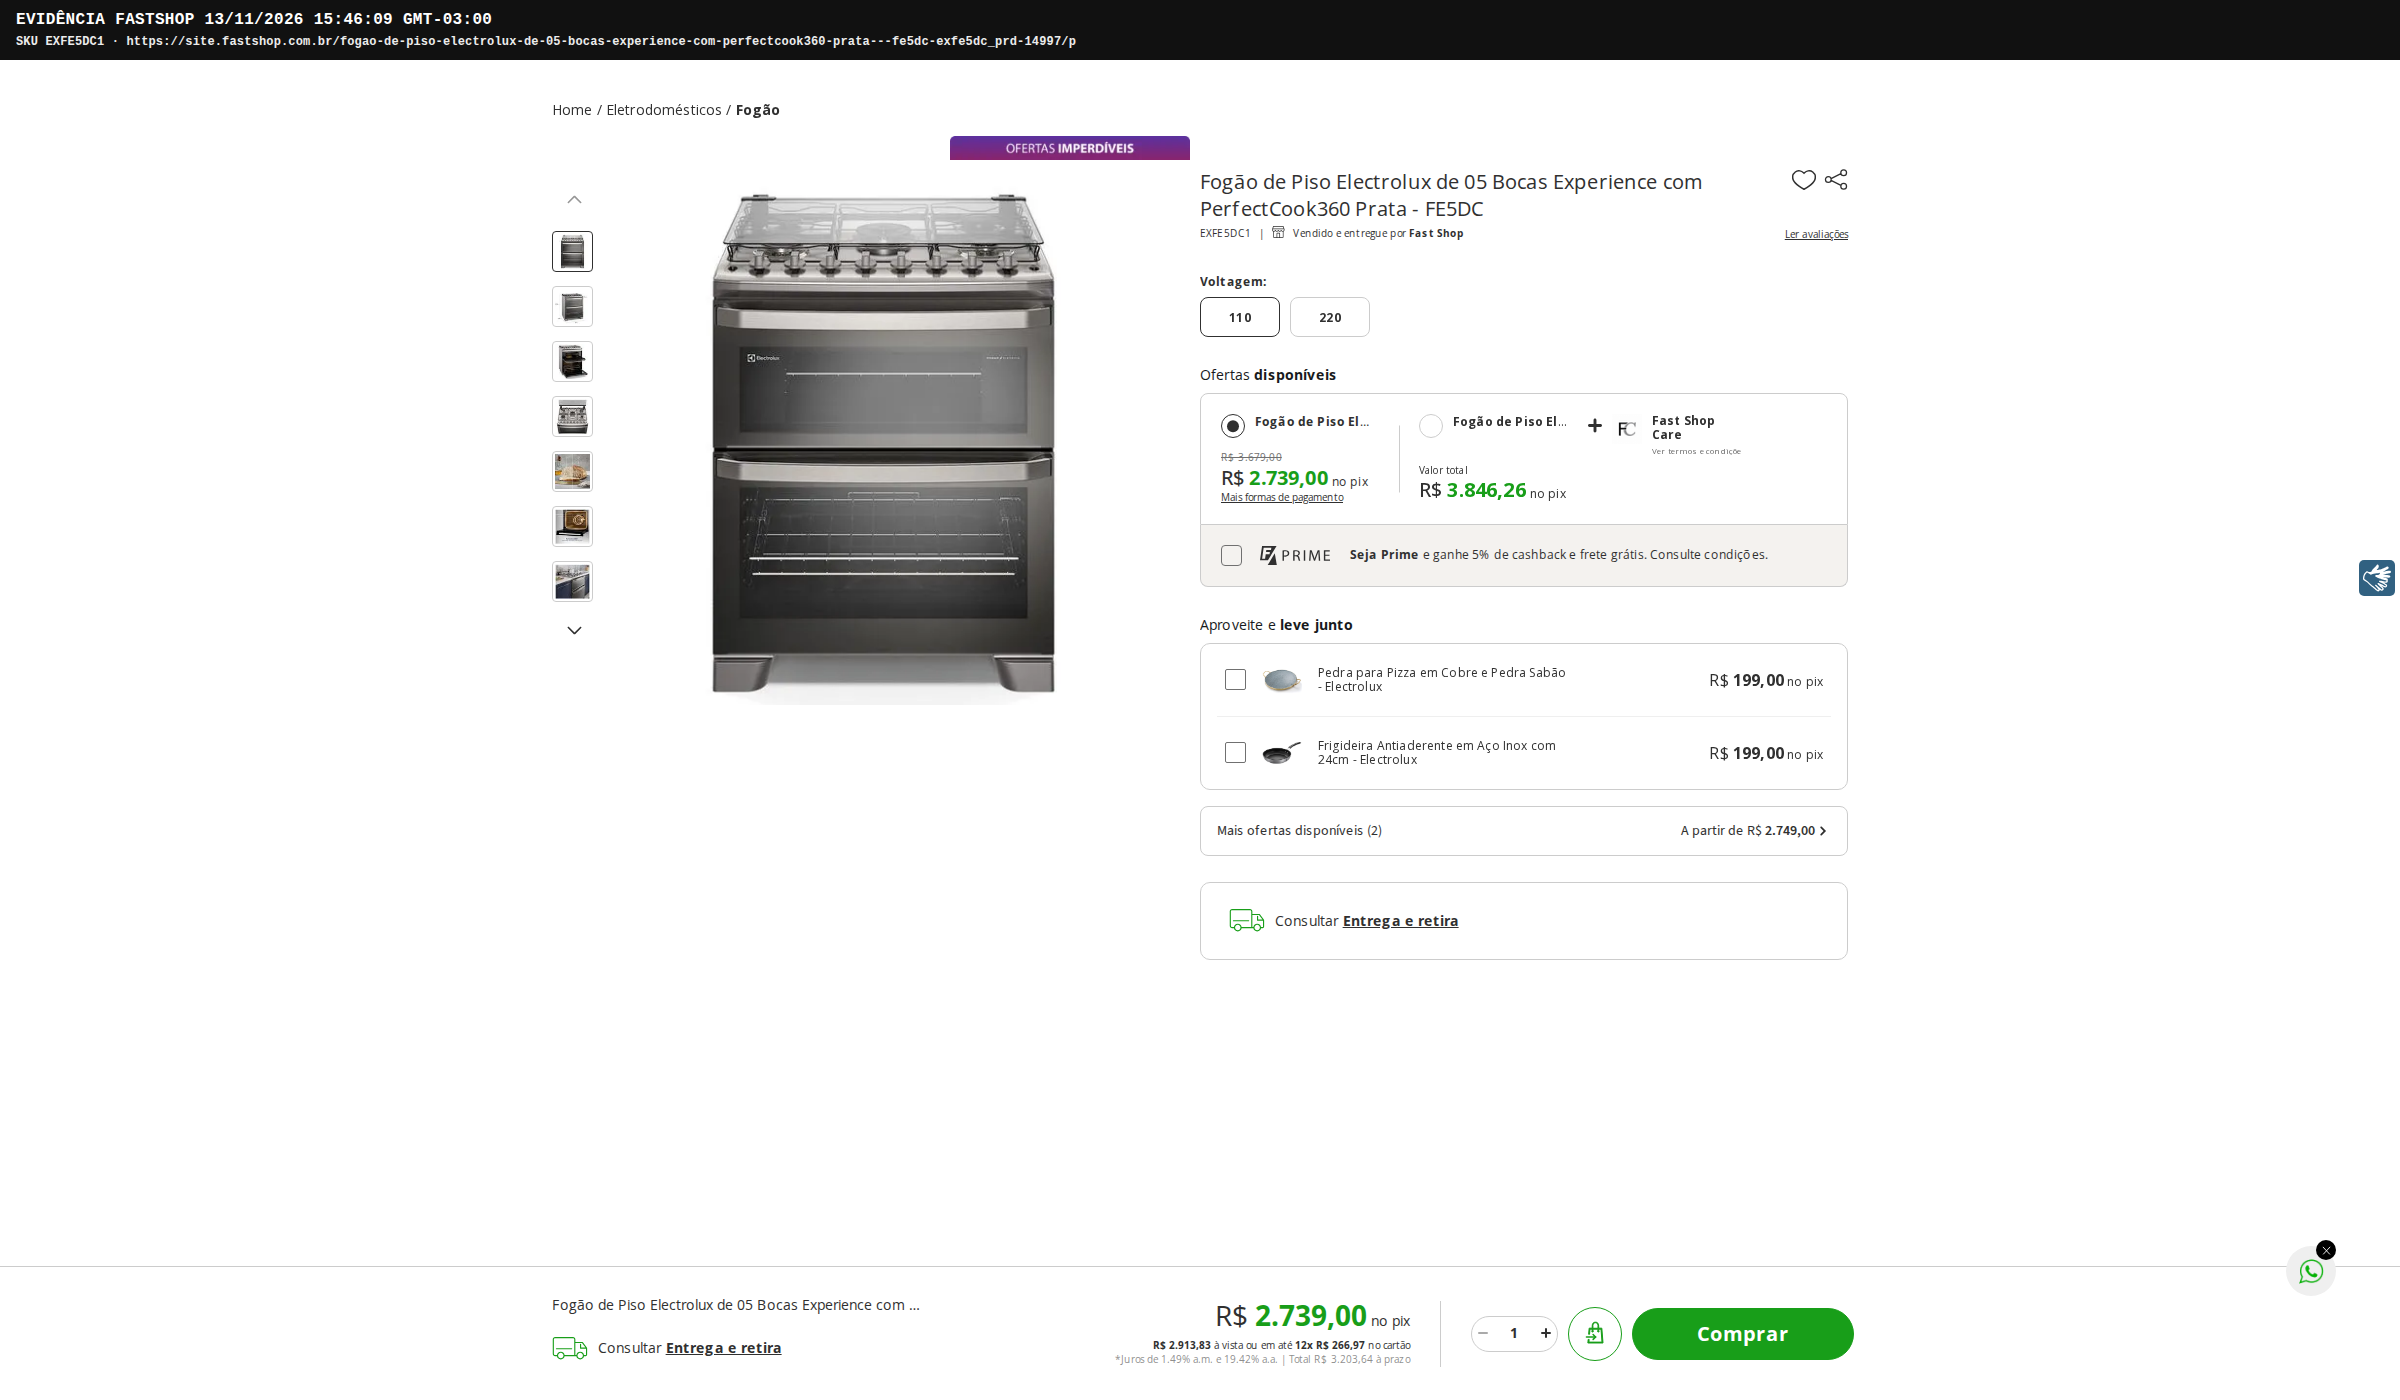 EVIDÊNCIA FASTSHOP 13/11/2026 15:46:09 GMT-03:00
SKU EXFE5DC1 · https://site.fastshop.com.br/fogao-de-piso-electrolux-de-05-bocas-experience-com-perfectcook360-prata---fe5dc-exfe5dc_prd-14997/p
Home / Eletrodomésticos / Fogão
OFERTAS IMPERDÍVEIS
Fogão de Piso Electrolux de 05 Bocas Experience com
PerfectCook360 Prata - FE5DC
EXFE5DC1 | Vendido e entregue por Fast Shop
Ler avaliações
Voltagem:
110
220
Electrolux
Ofertas disponíveis
Fogão de Piso El...
R$ 3.679,00
R$ 2.739,00 no pix
Mais formas de pagamento
Fogão de Piso El...
+
FC
Fast Shop
Care
Ver termos e condiçõe
Valor total
R$ 3.846,26 no pix
PRIME
Seja Prime e ganhe 5% de cashback e frete grátis. Consulte condições.
Aproveite e leve junto
Pedra para Pizza em Cobre e Pedra Sabão
- Electrolux
R$ 199,00 no pix
Frigideira Antiaderente em Aço Inox com
24cm - Electrolux
R$ 199,00 no pix
Mais ofertas disponíveis (2)
A partir de R$ 2.749,00
Consultar Entrega e retira
Fogão de Piso Electrolux de 05 Bocas Experience com ...
Consultar Entrega e retira
R$ 2.739,00 no pix
R$ 2.913,83 à vista ou em até 12x R$ 266,97 no cartão
*Juros de 1.49% a.m. e 19.42% a.a. | Total R$ 3.203,64 à prazo
1
Comprar